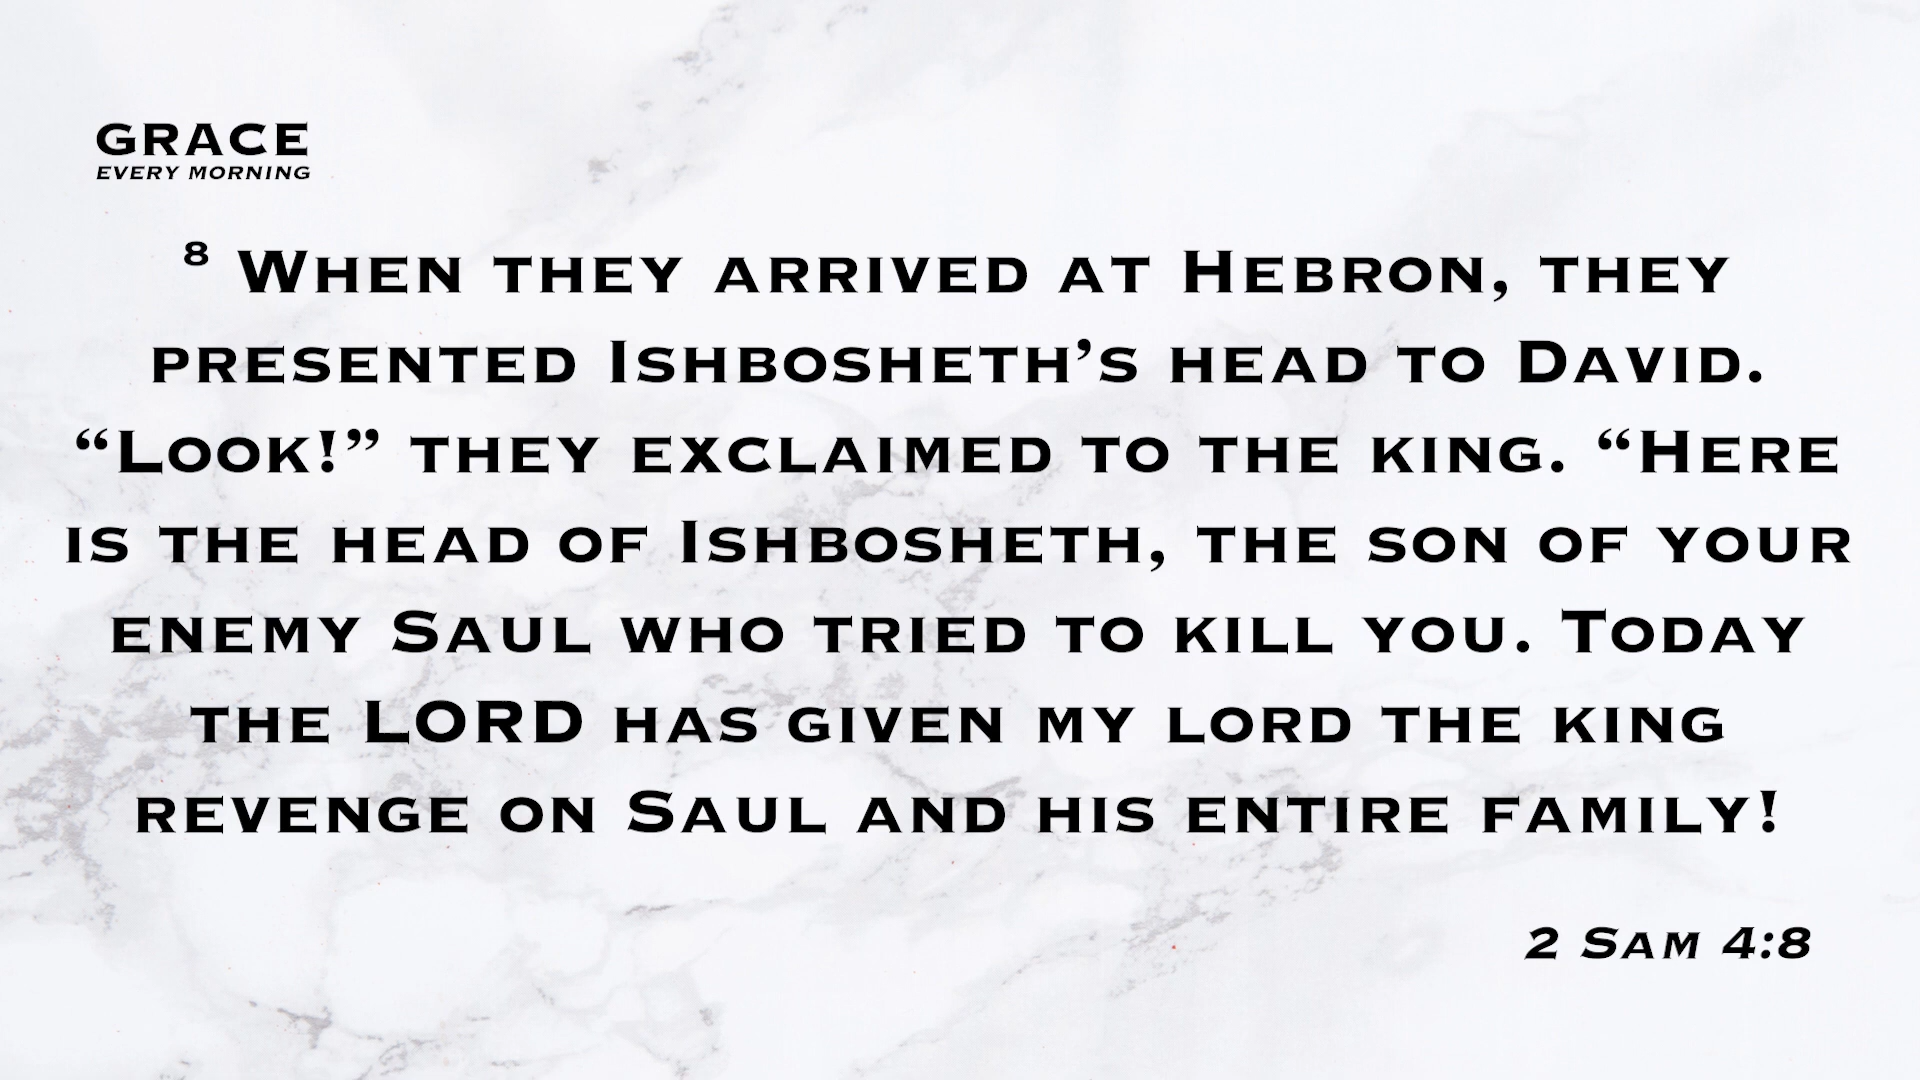 GRACE
EVERY MORNING
⁸ When they arrived at Hebron, they
presented Ishbosheth’s head to David.
“Look!” they exclaimed to the king. “Here
is the head of Ishbosheth, the son of your
enemy Saul who tried to kill you. Today
the LORD has given my lord the king
revenge on Saul and his entire family!
2 Sam 4:8